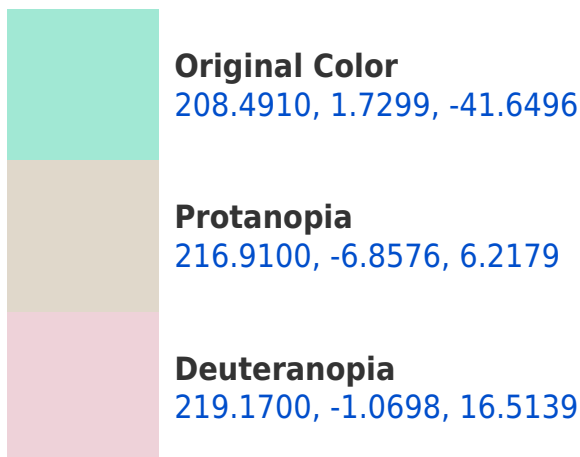 Original Color
208.4910, 1.7299, -41.6496
Protanopia
216.9100, -6.8576, 6.2179
Deuteranopia
219.1700, -1.0698, 16.5139